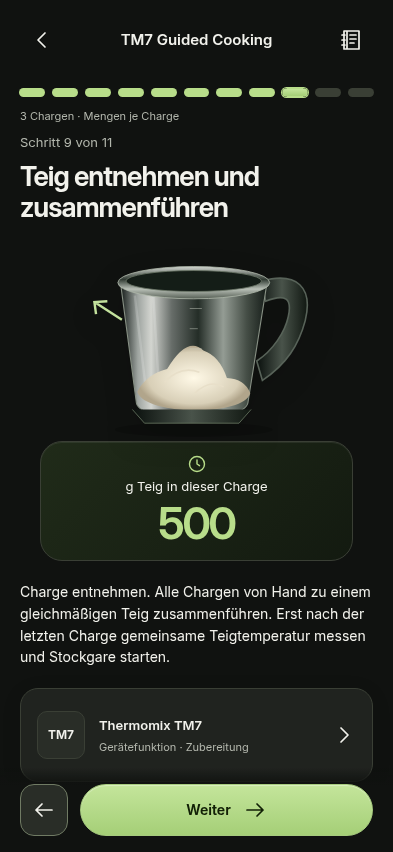 TM7 Guided Cooking
3 Chargen · Mengen je Charge
Schritt 9 von 11
Teig entnehmen und
zusammenführen
g Teig in dieser Charge
500
Charge entnehmen. Alle Chargen von Hand zu einem
gleichmäßigen Teig zusammenführen. Erst nach der
letzten Charge gemeinsame Teigtemperatur messen
und Stockgare starten.
TM7
Thermomix TM7
Gerätefunktion · Zubereitung
Weiter